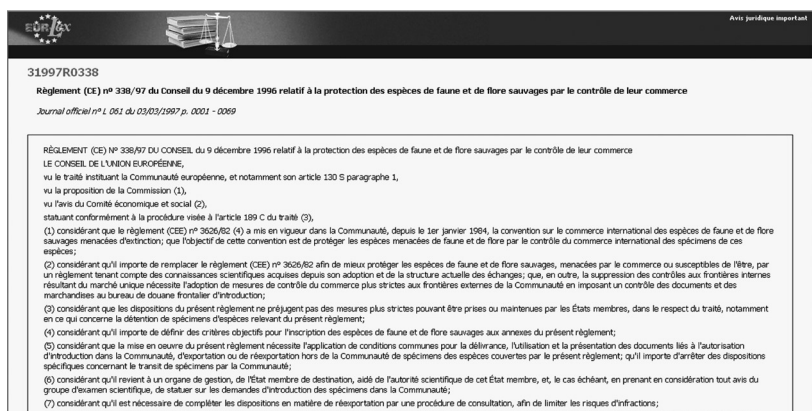 Avis juridique important
EUR Lex
31997R0338
Règlement (CE) nº 338/97 du Conseil du 9 décembre 1996 relatif à la protection des espèces de faune et de flore sauvages par le contrôle de leur commerce
Journal officiel nº L 061 du 03/03/1997 p. 0001 - 0069
RÈGLEMENT (CE) Nº 338/97 DU CONSEIL du 9 décembre 1996 relatif à la protection des espèces de faune et de flore sauvages par le contrôle de leur commerce
LE CONSEIL DE L'UNION EUROPÉENNE,
vu le traité instituant la Communauté européenne, et notamment son article 130 S paragraphe 1,
vu la proposition de la Commission (1),
vu l'avis du Comité économique et social (2),
statuant conformément à la procédure visée à l'article 189 C du traité (3),
(1) considérant que le règlement (CEE) nº 3626/82 (4) a mis en vigueur dans la Communauté, depuis le 1er janvier 1984, la convention sur le commerce international des espèces de faune et de flore
sauvages menacées d'extinction; que l'objectif de cette convention est de protéger les espèces menacées de faune et de flore par le contrôle du commerce international des spécimens de ces
espèces;
(2) considérant qu'il importe de remplacer le règlement (CEE) nº 3626/82 afin de mieux protéger les espèces de faune et de flore sauvages, menacées par le commerce ou susceptibles de l'être, par
un règlement tenant compte des connaissances scientifiques acquises depuis son adoption et de la structure actuelle des échanges; que, en outre, la suppression des contrôles aux frontières internes
résultant du marché unique nécessite l'adoption de mesures de contrôle du commerce plus strictes aux frontières externes de la Communauté en imposant un contrôle des documents et des
marchandises au bureau de douane frontalier d'introduction;
(3) considérant que les dispositions du présent règlement ne préjugent pas des mesures plus strictes pouvant être prises ou maintenues par les États membres, dans le respect du traité, notamment
en ce qui concerne la détention de spécimens d'espèces relevant du présent règlement;
(4) considérant qu'il importe de définir des critères objectifs pour l'inscription des espèces de faune et de flore sauvages aux annexes du présent règlement;
(5) considérant que la mise en oeuvre du présent règlement nécessite l'application de conditions communes pour la délivrance, l'utilisation et la présentation des documents liés à l'autorisation
d'introduction dans la Communauté, d'exportation ou de réexportation hors de la Communauté de spécimens des espèces couvertes par le présent règlement; qu'il importe d'arrêter des dispositions
spécifiques concernant le transit de spécimens par la Communauté;
(6) considérant qu'il revient à un organe de gestion, de l'État membre de destination, aidé de l'autorité scientifique de cet État membre, et, le cas échéant, en prenant en considération tout avis du
groupe d'examen scientifique, de statuer sur les demandes d'introduction des spécimens dans la Communauté;
(7) considérant qu'il est nécessaire de compléter les dispositions en matière de réexportation par une procédure de consultation, afin de limiter les risques d'infractions;